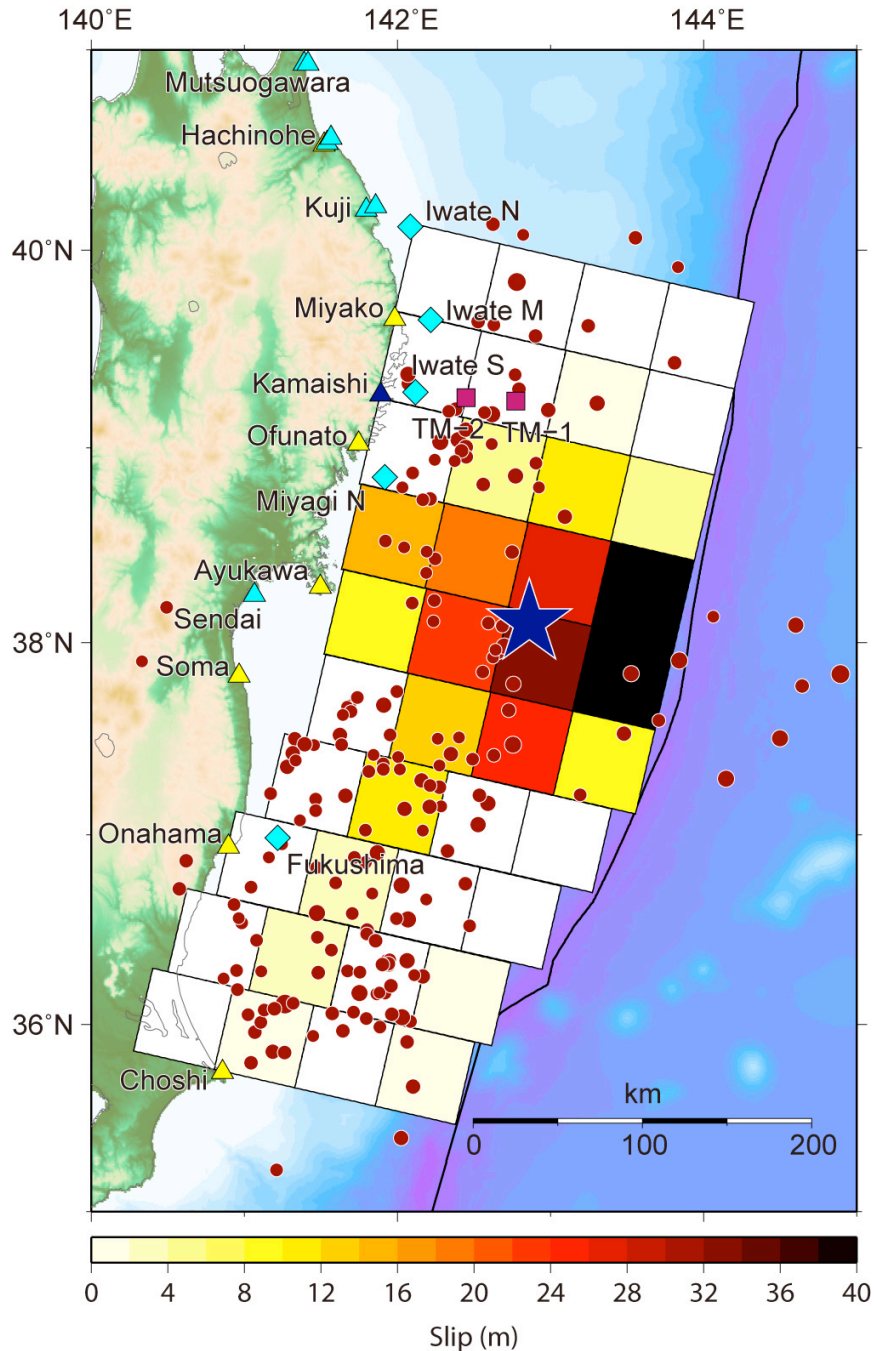 140°E 142°E 144°E
Mutsuogawara
Hachinohe
Kuji
Iwate N
40°N
Miyako
Iwate M
Iwate S
Kamaishi
TM−2
TM−1
Ofunato
Miyagi N
Ayukawa
Sendai
38°N
Soma
Onahama
Fukushima
36°N
Choshi
km
0 100 200
0 4 8 12 16 20 24 28 32 36 40
Slip (m)